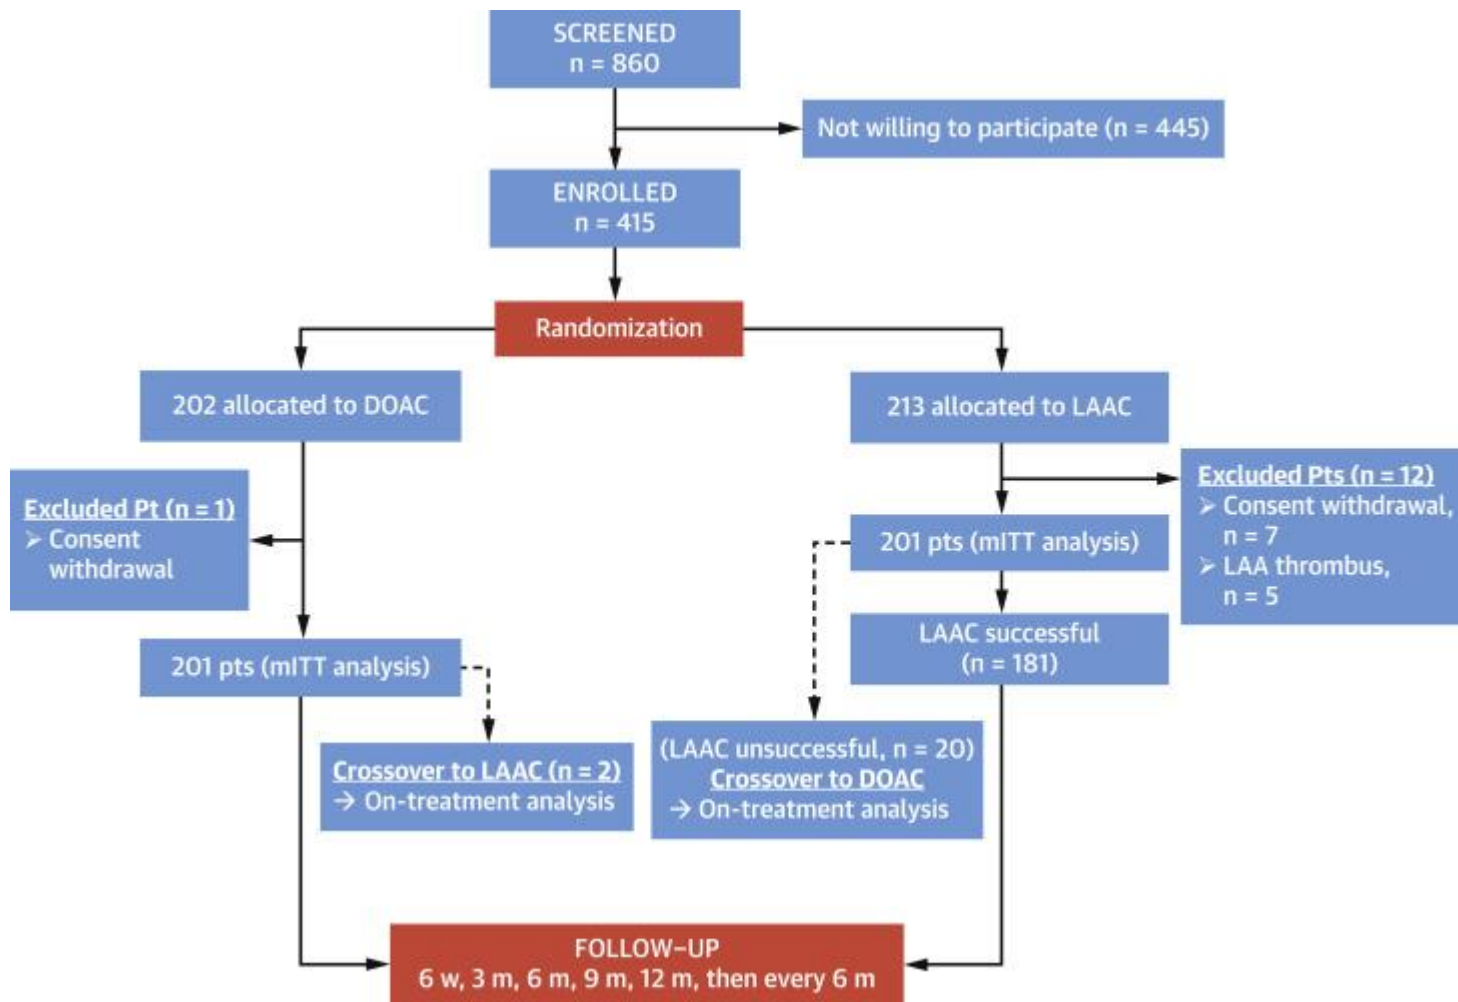 SCREENED
n = 860
Not willing to participate (n = 445)
ENROLLED
n = 415
Randomization
202 allocated to DOAC
213 allocated to LAAC
Excluded Pt (n = 1)
➢ Consent
withdrawal
Excluded Pts (n = 12)
➢ Consent withdrawal,
n = 7
➢ LAA thrombus,
n = 5
201 pts (mITT analysis)
201 pts (mITT analysis)
LAAC successful
(n = 181)
Crossover to LAAC (n = 2)
→ On-treatment analysis
(LAAC unsuccessful, n = 20)
Crossover to DOAC
→ On-treatment analysis
FOLLOW-UP
6 w, 3 m, 6 m, 9 m, 12 m, then every 6 m